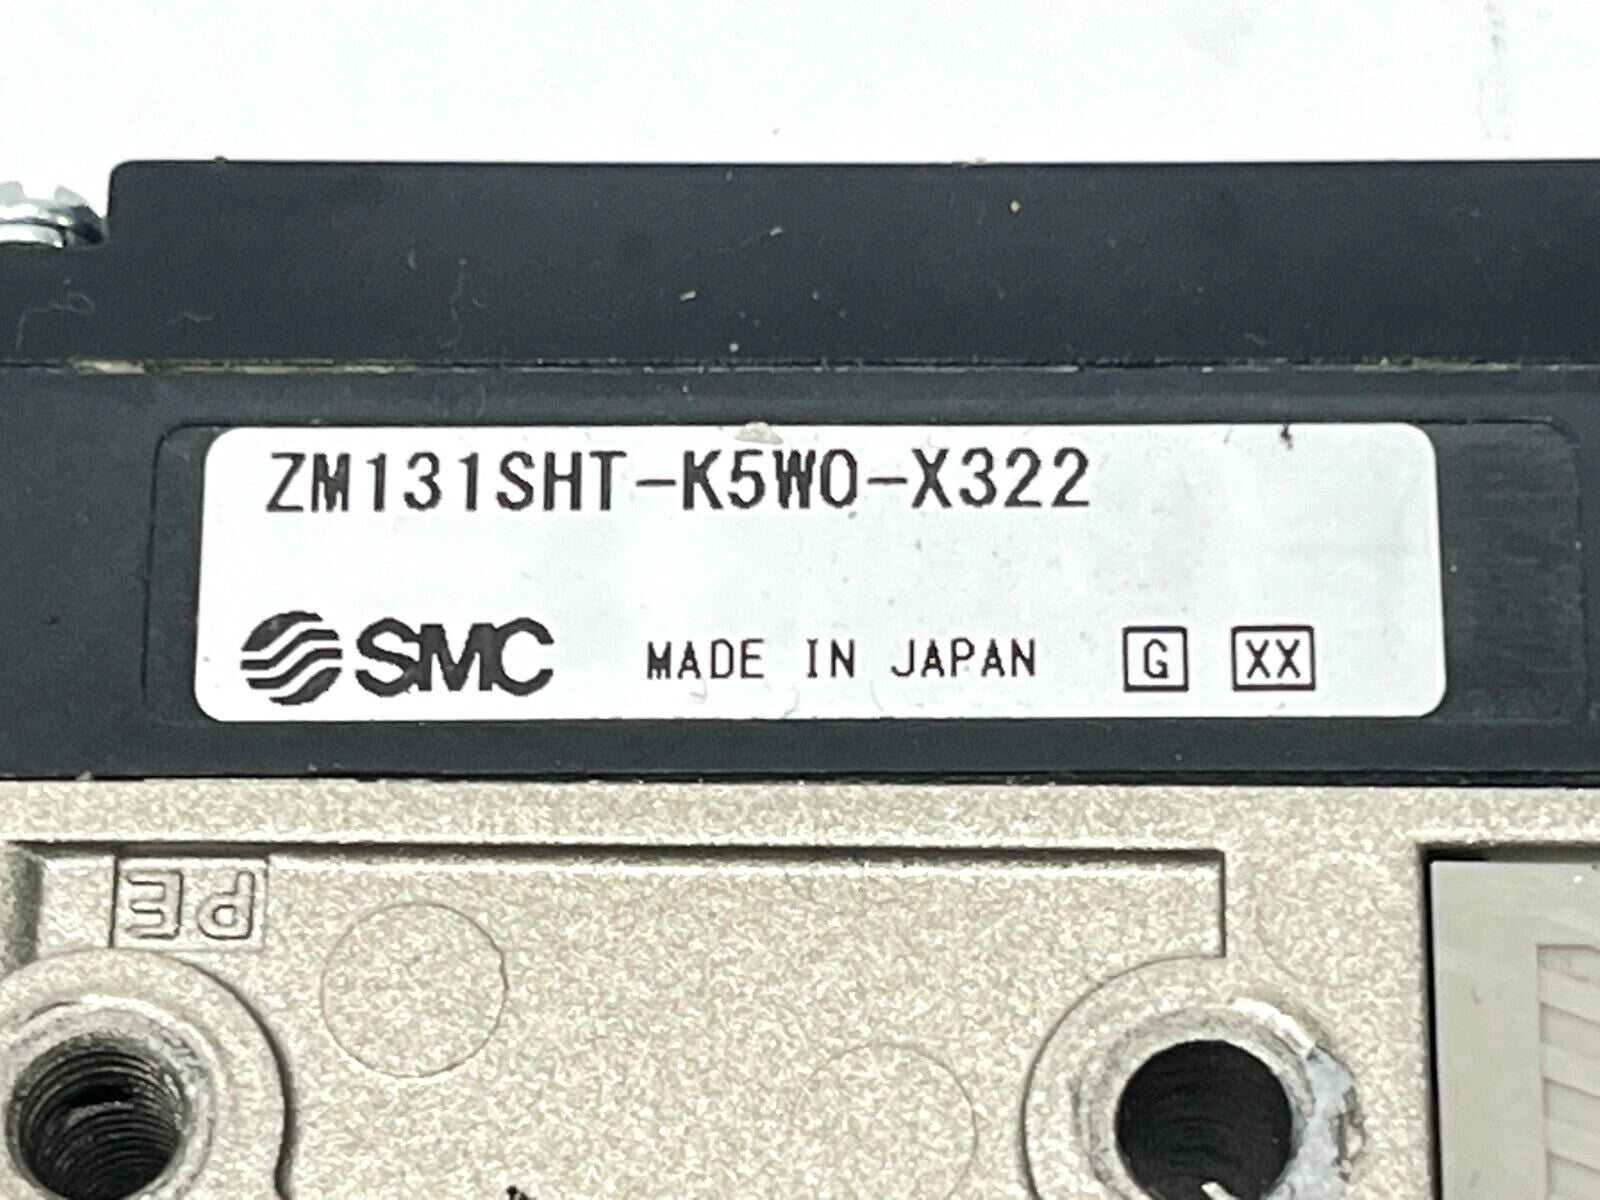 ZM131SHT-K5W0-X322
SMC MADE IN JAPAN G XX
PE